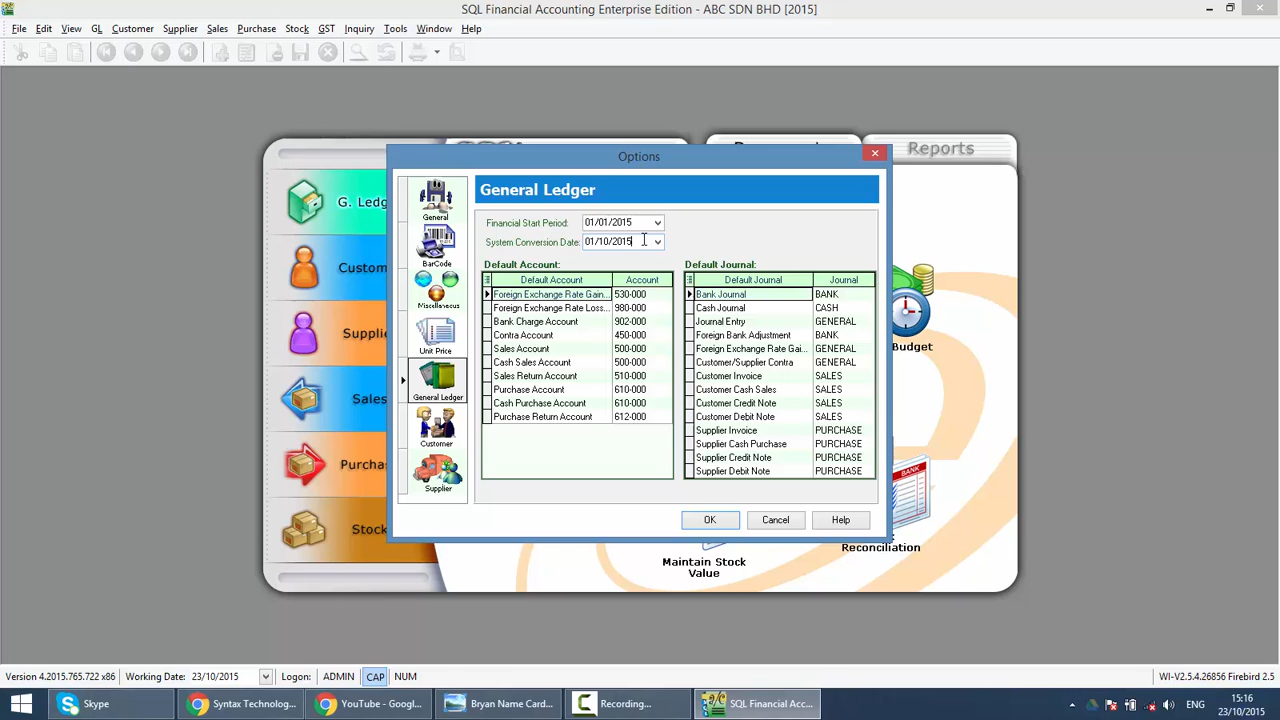 SQL Financial Accounting Enterprise Edition - ABC SDN BHD [2015]
File Edit View GL Customer Supplier Sales Purchase Stock GST Inquiry Tools Window Help
Reports
G. Led
Custome
Supplie
Sales
Purchas
Stock
Budget
Reconciliation
Maintain Stock
Value
BANK
Options
General
BarCode
Miscellaneous
Unit Price
General Ledger
Customer
Supplier
General Ledger
Financial Start Period: 01/01/2015
System Conversion Date: 01/10/2015
Default Account: Default Journal:
Default Account Account Default Journal Journal
Foreign Exchange Rate Gain... 530-000 Bank Journal BANK
Foreign Exchange Rate Loss... 980-000 Cash Journal CASH
Bank Charge Account 902-000 Journal Entry GENERAL
Contra Account 450-000 Foreign Bank Adjustment BANK
Sales Account 500-000 Foreign Exchange Rate Gai... GENERAL
Cash Sales Account 500-000 Customer/Supplier Contra GENERAL
Sales Return Account 510-000 Customer Invoice SALES
Purchase Account 610-000 Customer Cash Sales SALES
Cash Purchase Account 610-000 Customer Credit Note SALES
Purchase Return Account 612-000 Customer Debit Note SALES
Supplier Invoice PURCHASE
Supplier Cash Purchase PURCHASE
Supplier Credit Note PURCHASE
Supplier Debit Note PURCHASE
OK Cancel Help
Version 4.2015.765.722 x86 Working Date: 23/10/2015 Logon: ADMIN CAP NUM WI-V2.5.4.26856 Firebird 2.5
Skype Syntax Technolog... YouTube - Googl... Bryan Name Card... Recording... SQL Financial Acc... ENG 15:16
23/10/2015